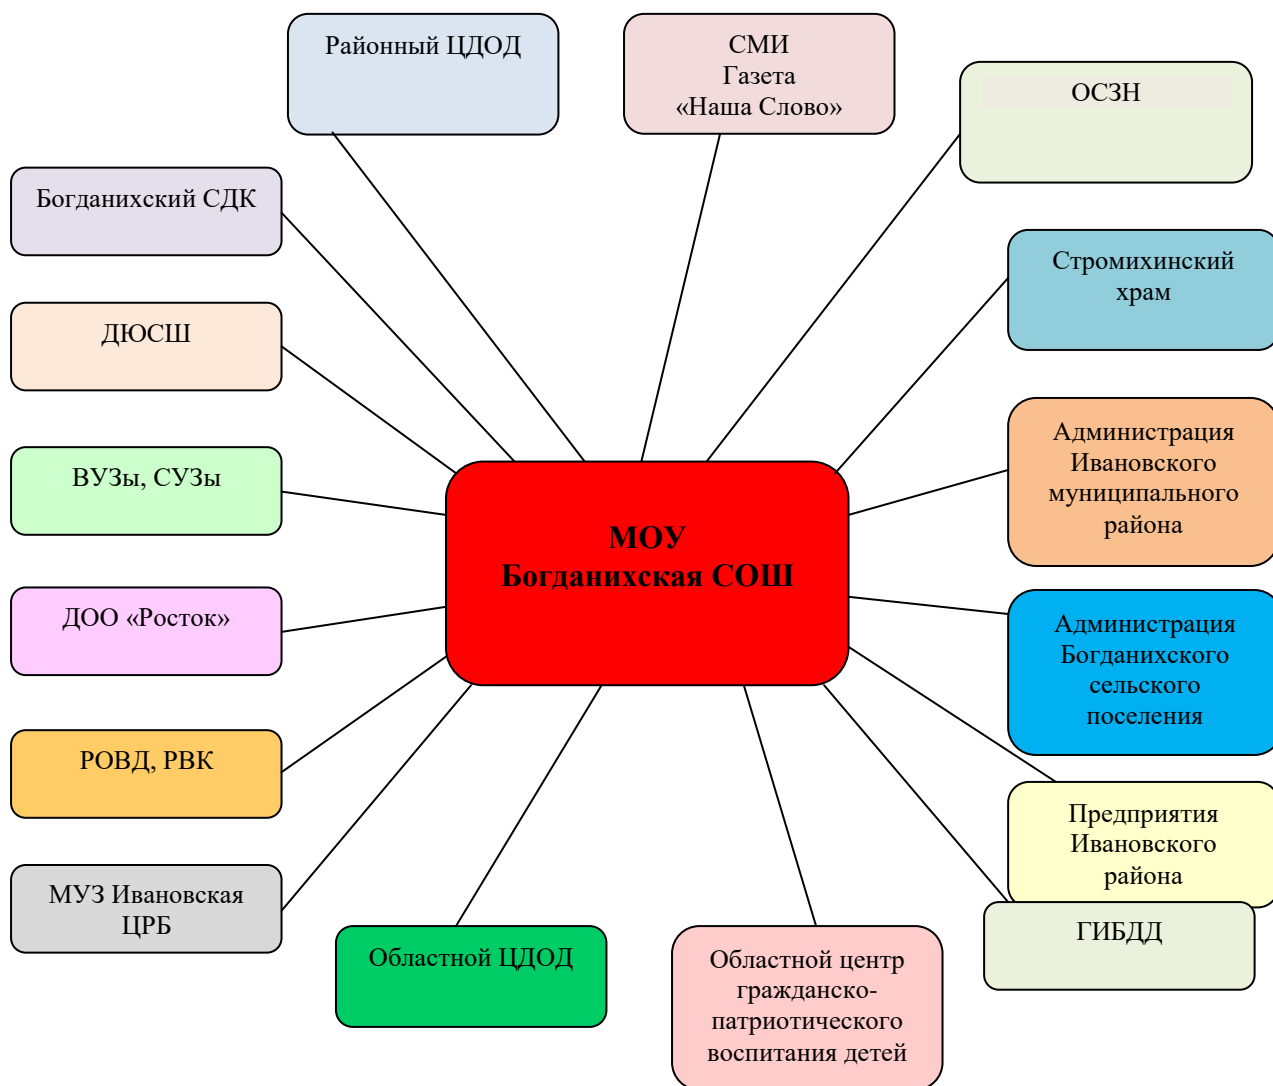 Районный ЦДОД
СМИ
Газета
«Наша Слово»
ОСЗН
Богданихский СДК
Стромихинский
храм
ДЮСШ
Администрация
Ивановского
муниципального
района
ВУЗы, СУЗы
МОУ
Богданихская СОШ
ДОО «Росток»
Администрация
Богданихского
сельского
поселения
РОВД, РВК
Предприятия
Ивановского
района
МУЗ Ивановская
ЦРБ
ГИБДД
Областной ЦДОД
Областной центр
гражданско-
патриотического
воспитания детей